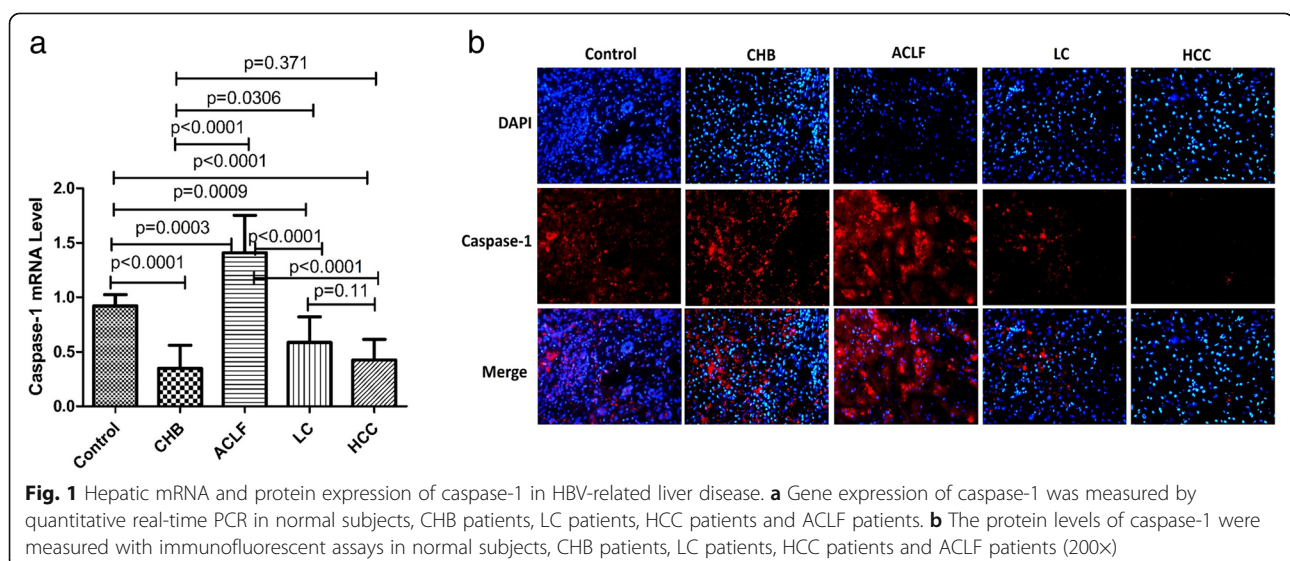 a
p=0.371
p=0.0306
p<0.0001
p<0.0001
p=0.0009
p=0.0003
p<0.0001
p<0.0001
p<0.0001
p=0.11
Caspase-1 mRNA Level
2.0
1.5
1.0
0.5
0.0
Control
CHB
ACLF
LC
HCC
b
Control CHB ACLF LC HCC
DAPI
Caspase-1
Merge
Fig. 1 Hepatic mRNA and protein expression of caspase-1 in HBV-related liver disease. a Gene expression of caspase-1 was measured by
quantitative real-time PCR in normal subjects, CHB patients, LC patients, HCC patients and ACLF patients. b The protein levels of caspase-1 were
measured with immunofluorescent assays in normal subjects, CHB patients, LC patients, HCC patients and ACLF patients (200×)